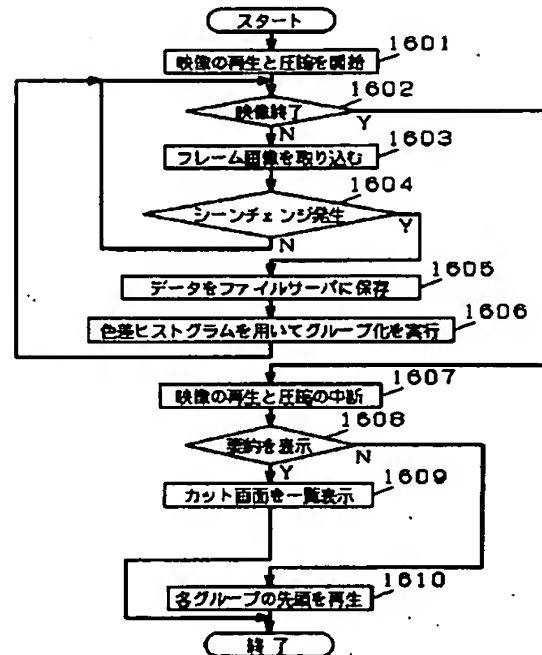 スタート
1601
映像の再生と圧縮を開始
1602
映像終了
Y
N
1603
フレーム画像を取り込む
1604
シーンチェンジ発生
Y
N
1605
データをファイルサーバに保存
1606
色差ヒストグラムを用いてグループ化を実行
1607
映像の再生と圧縮の中断
1608
要約を表示
N
Y
1609
カット画面を一覧表示
1610
各グループの先頭を再生
終了